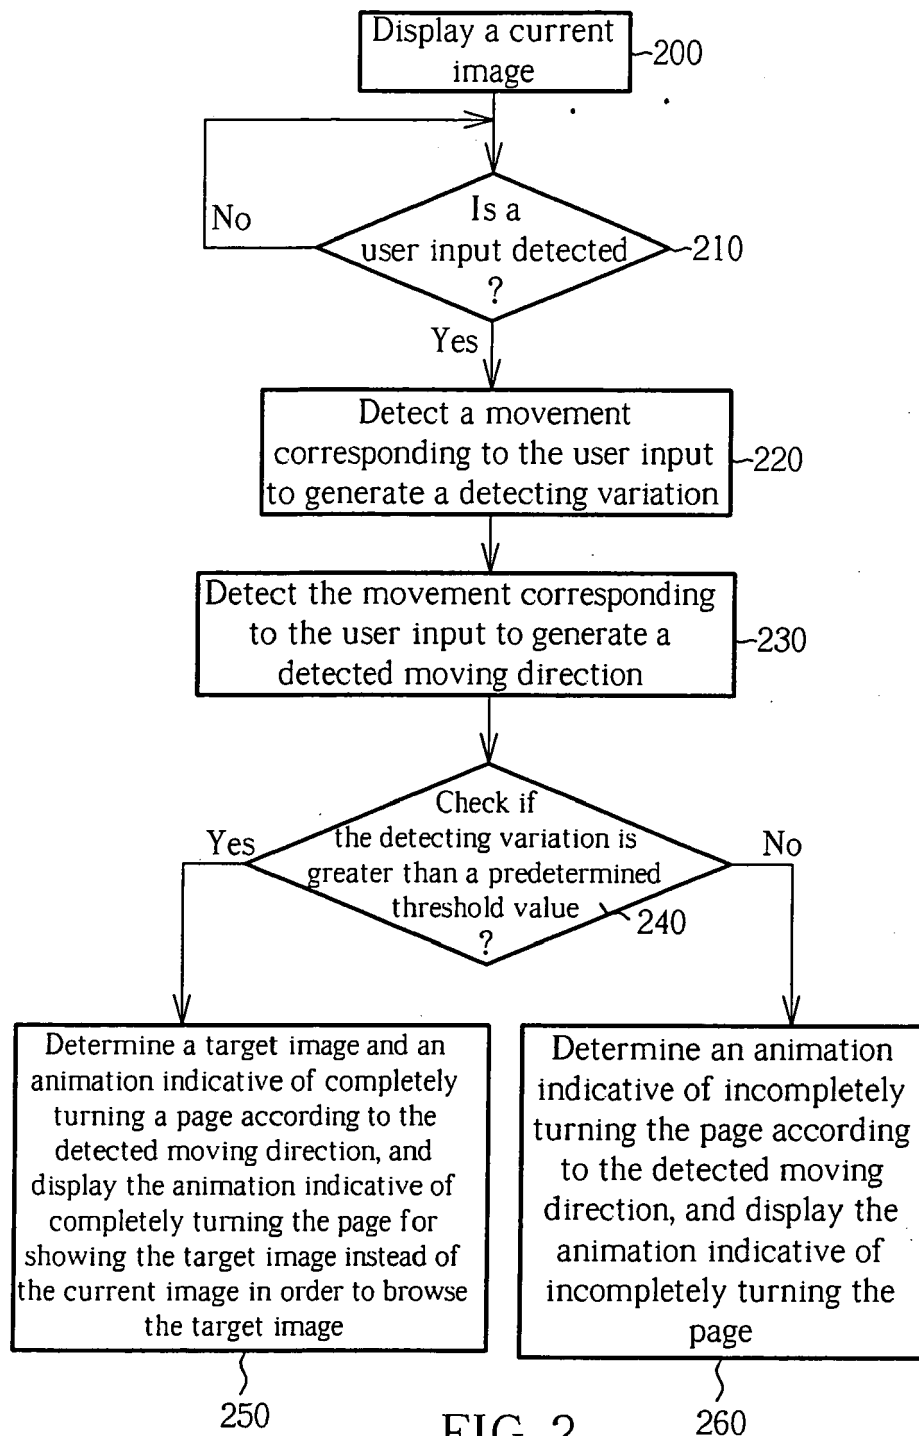 Display a current
image
200
No
Is a
user input detected
?
210
Yes
Detect a movement
corresponding to the user input
to generate a detecting variation
220
Detect the movement corresponding
to the user input to generate a
detected moving direction
230
Check if
the detecting variation is
greater than a predetermined
threshold value
?
240
Yes
No
Determine a target image and an
animation indicative of completely
turning a page according to the
detected moving direction, and
display the animation indicative of
completely turning the page for
showing the target image instead of
the current image in order to browse
the target image
250
Determine an animation
indicative of incompletely
turning the page according
to the detected moving
direction, and display the
animation indicative of
incompletely turning the
page
260
FIG. 2